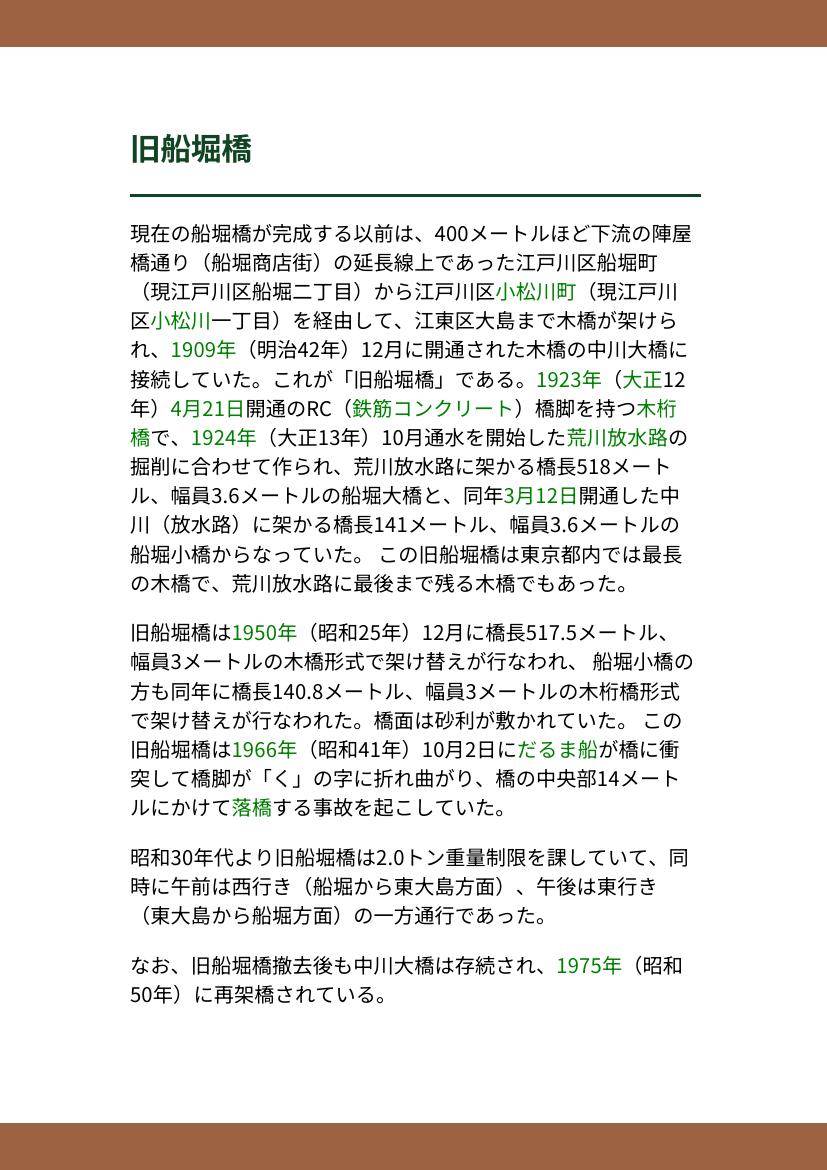 旧船堀橋
現在の船堀橋が完成する以前は、400メートルほど下流の陣屋
橋通り（船堀商店街）の延長線上であった江戸川区船堀町
（現江戸川区船堀二丁目）から江戸川区小松川町（現江戸川
区小松川一丁目）を経由して、江東区大島まで木橋が架けら
れ、1909年（明治42年）12月に開通された木橋の中川大橋に
接続していた。これが「旧船堀橋」である。1923年（大正12
年）4月21日開通のRC（鉄筋コンクリート）橋脚を持つ木桁
橋で、1924年（大正13年）10月通水を開始した荒川放水路の
掘削に合わせて作られ、荒川放水路に架かる橋長518メート
ル、幅員3.6メートルの船堀大橋と、同年3月12日開通した中
川（放水路）に架かる橋長141メートル、幅員3.6メートルの
船堀小橋からなっていた。 この旧船堀橋は東京都内では最長
の木橋で、荒川放水路に最後まで残る木橋でもあった。
旧船堀橋は1950年（昭和25年）12月に橋長517.5メートル、
幅員3メートルの木橋形式で架け替えが行なわれ、 船堀小橋の
方も同年に橋長140.8メートル、幅員3メートルの木桁橋形式
で架け替えが行なわれた。橋面は砂利が敷かれていた。 この
旧船堀橋は1966年（昭和41年）10月2日にだるま船が橋に衝
突して橋脚が「く」の字に折れ曲がり、橋の中央部14メート
ルにかけて落橋する事故を起こしていた。
昭和30年代より旧船堀橋は2.0トン重量制限を課していて、同
時に午前は西行き（船堀から東大島方面）、午後は東行き
（東大島から船堀方面）の一方通行であった。
なお、旧船堀橋撤去後も中川大橋は存続され、1975年（昭和
50年）に再架橋されている。